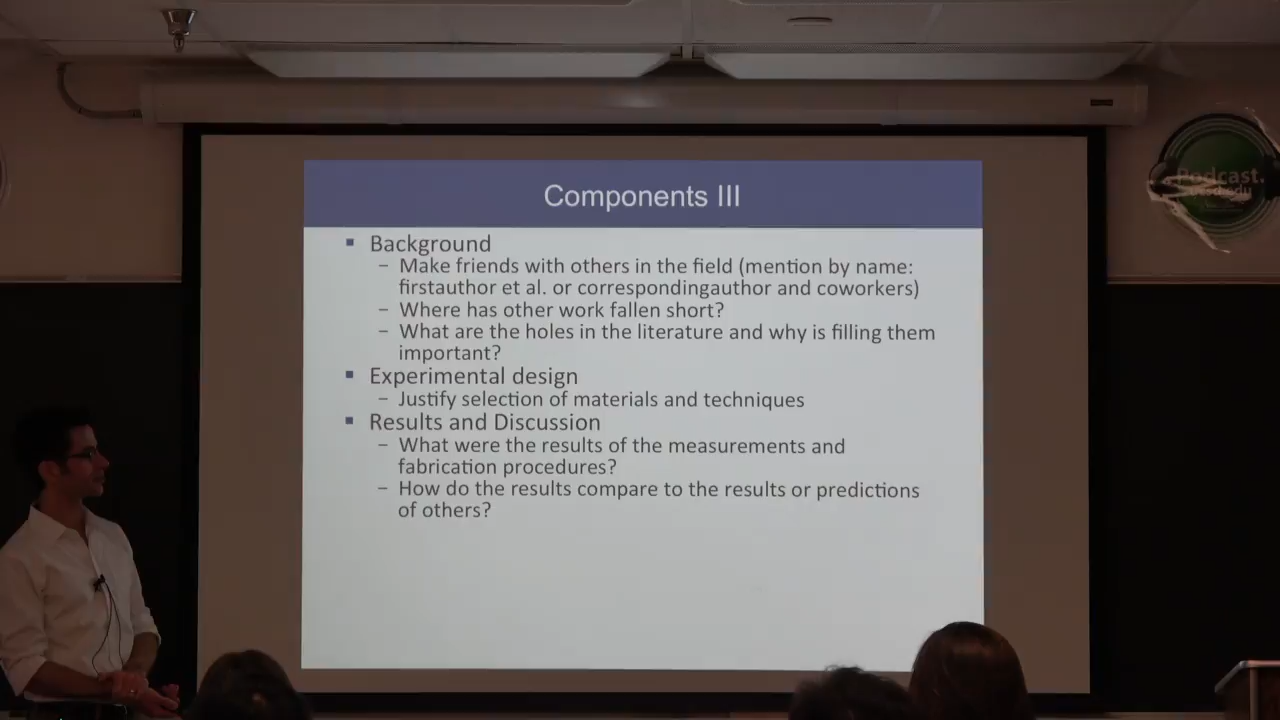 Components III
▪ Background
– Make friends with others in the field (mention by name:
firstauthor et al. or correspondingauthor and coworkers)
– Where has other work fallen short?
– What are the holes in the literature and why is filling them
important?
▪ Experimental design
– Justify selection of materials and techniques
▪ Results and Discussion
– What were the results of the measurements and
fabrication procedures?
– How do the results compare to the results or predictions
of others?
Podcast.
ucsd.edu